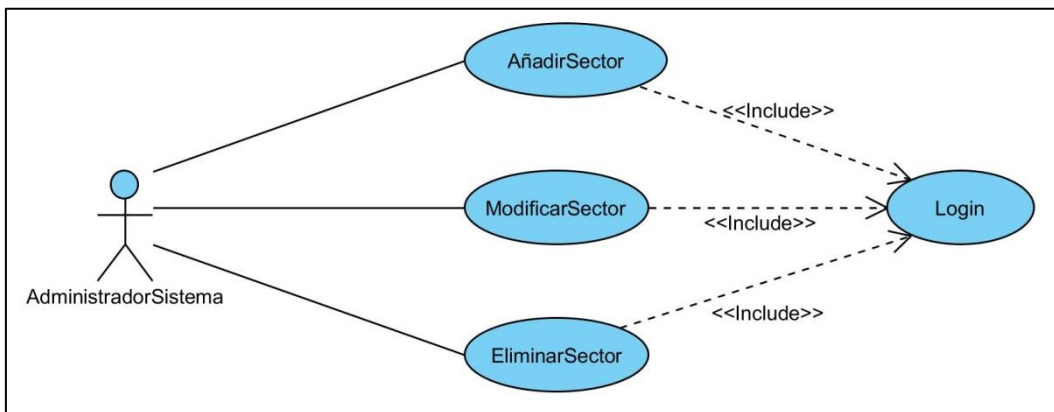 AñadirSector
<<Include>>
ModificarSector
<<Include>>
Login
AdministradorSistema
<<Include>>
EliminarSector